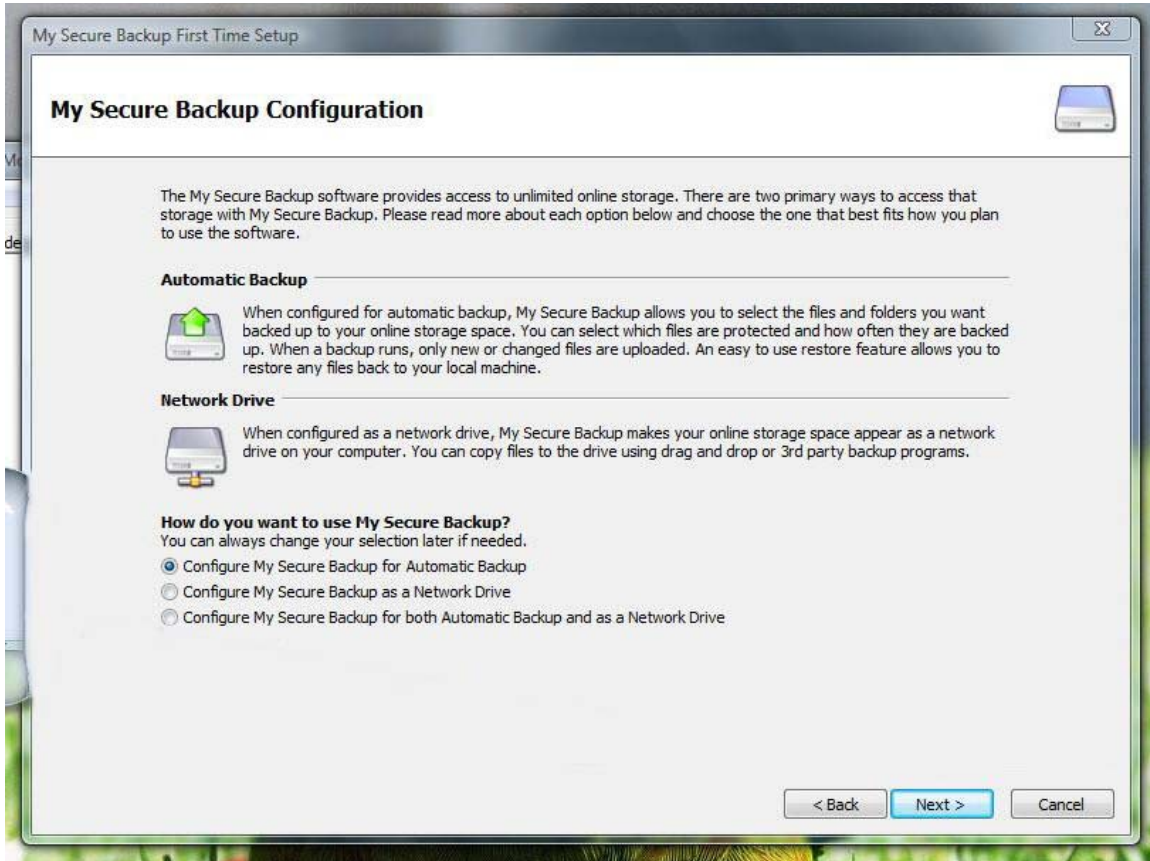 My Secure Backup First Time Setup
My Secure Backup Configuration
The My Secure Backup software provides access to unlimited online storage. There are two primary ways to access that
storage with My Secure Backup. Please read more about each option below and choose the one that best fits how you plan
to use the software.
Automatic Backup
When configured for automatic backup, My Secure Backup allows you to select the files and folders you want
backed up to your online storage space. You can select which files are protected and how often they are backed
up. When a backup runs, only new or changed files are uploaded. An easy to use restore feature allows you to
restore any files back to your local machine.
Network Drive
When configured as a network drive, My Secure Backup makes your online storage space appear as a network
drive on your computer. You can copy files to the drive using drag and drop or 3rd party backup programs.
How do you want to use My Secure Backup?
You can always change your selection later if needed.
Configure My Secure Backup for Automatic Backup
Configure My Secure Backup as a Network Drive
Configure My Secure Backup for both Automatic Backup and as a Network Drive
< Back Next > Cancel